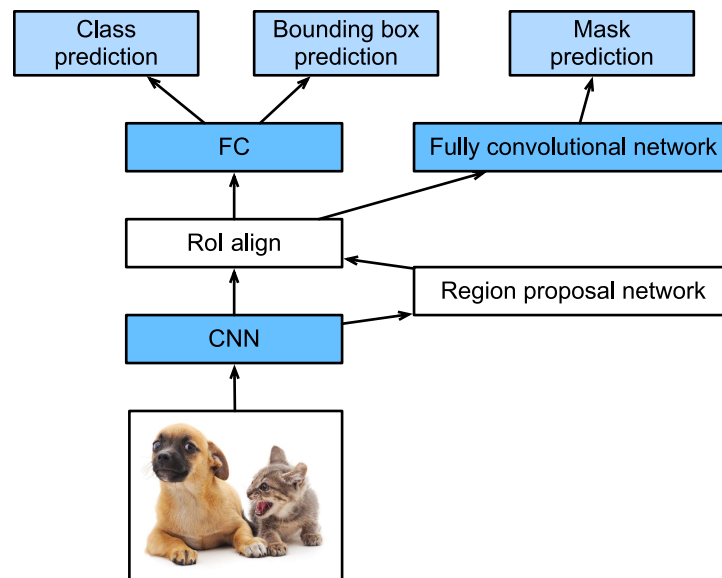 Class
prediction
Bounding box
prediction
Mask
prediction
FC
Fully convolutional network
RoI align
Region proposal network
CNN